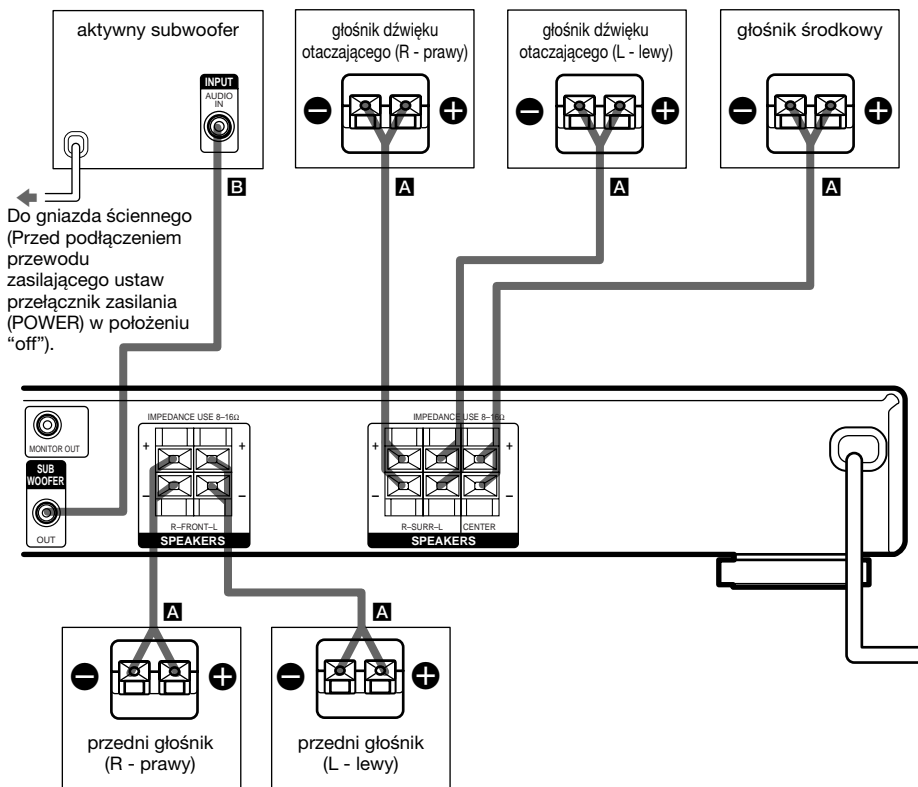 aktywny subwoofer
INPUT
AUDIO
IN
głośnik dźwięku
otaczającego (R - prawy)
głośnik dźwięku
otaczającego (L - lewy)
głośnik środkowy
B
A
A
A
Do gniazda ściennego
(Przed podłączeniem
przewodu
zasilającego ustaw
przełącznik zasilania
(POWER) w położeniu
“off”).
MONITOR OUT
SUB
WOOFER
OUT
IMPEDANCE USE 8–16Ω
+ +
– –
R–FRONT–L
SPEAKERS
IMPEDANCE USE 8–16Ω
+ +
– –
R–SURR–L CENTER
SPEAKERS
A
A
przedni głośnik
(R - prawy)
przedni głośnik
(L - lewy)